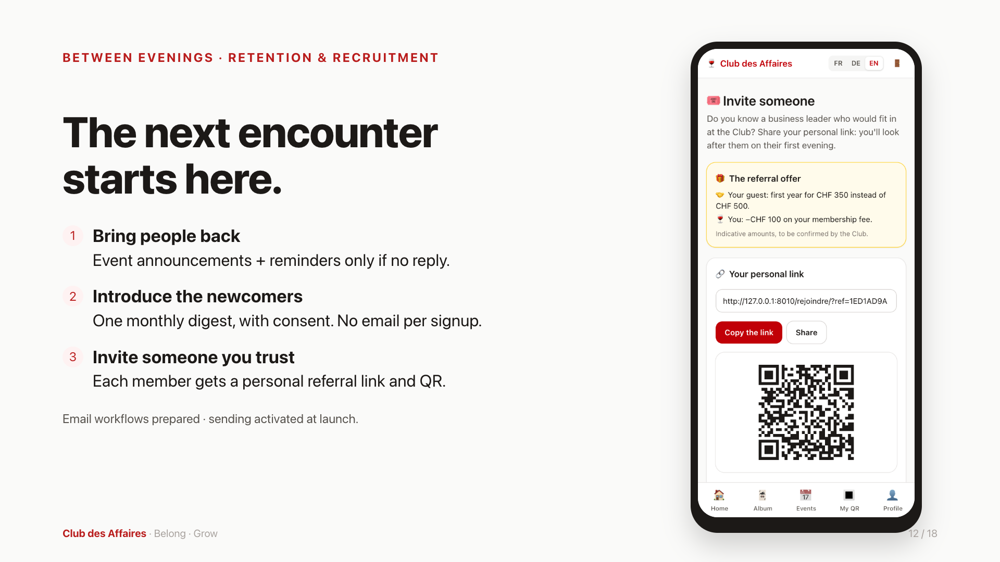 BETWEEN EVENINGS · RETENTION & RECRUITMENT
The next encounter
starts here.
1 Bring people back
Event announcements + reminders only if no reply.
2 Introduce the newcomers
One monthly digest, with consent. No email per signup.
3 Invite someone you trust
Each member gets a personal referral link and QR.
Email workflows prepared · sending activated at launch.
Club des Affaires · Belong · Grow
Club des Affaires FR DE EN
Invite someone
Do you know a business leader who would fit in
at the Club? Share your personal link: you'll look
after them on their first evening.
The referral offer
Your guest: first year for CHF 350 instead of
CHF 500.
You: −CHF 100 on your membership fee.
Indicative amounts, to be confirmed by the Club.
Your personal link
http://127.0.0.1:8010/rejoindre/?ref=1ED1AD9A
Copy the link Share
17
Home Album Events My QR Profile
12 / 18